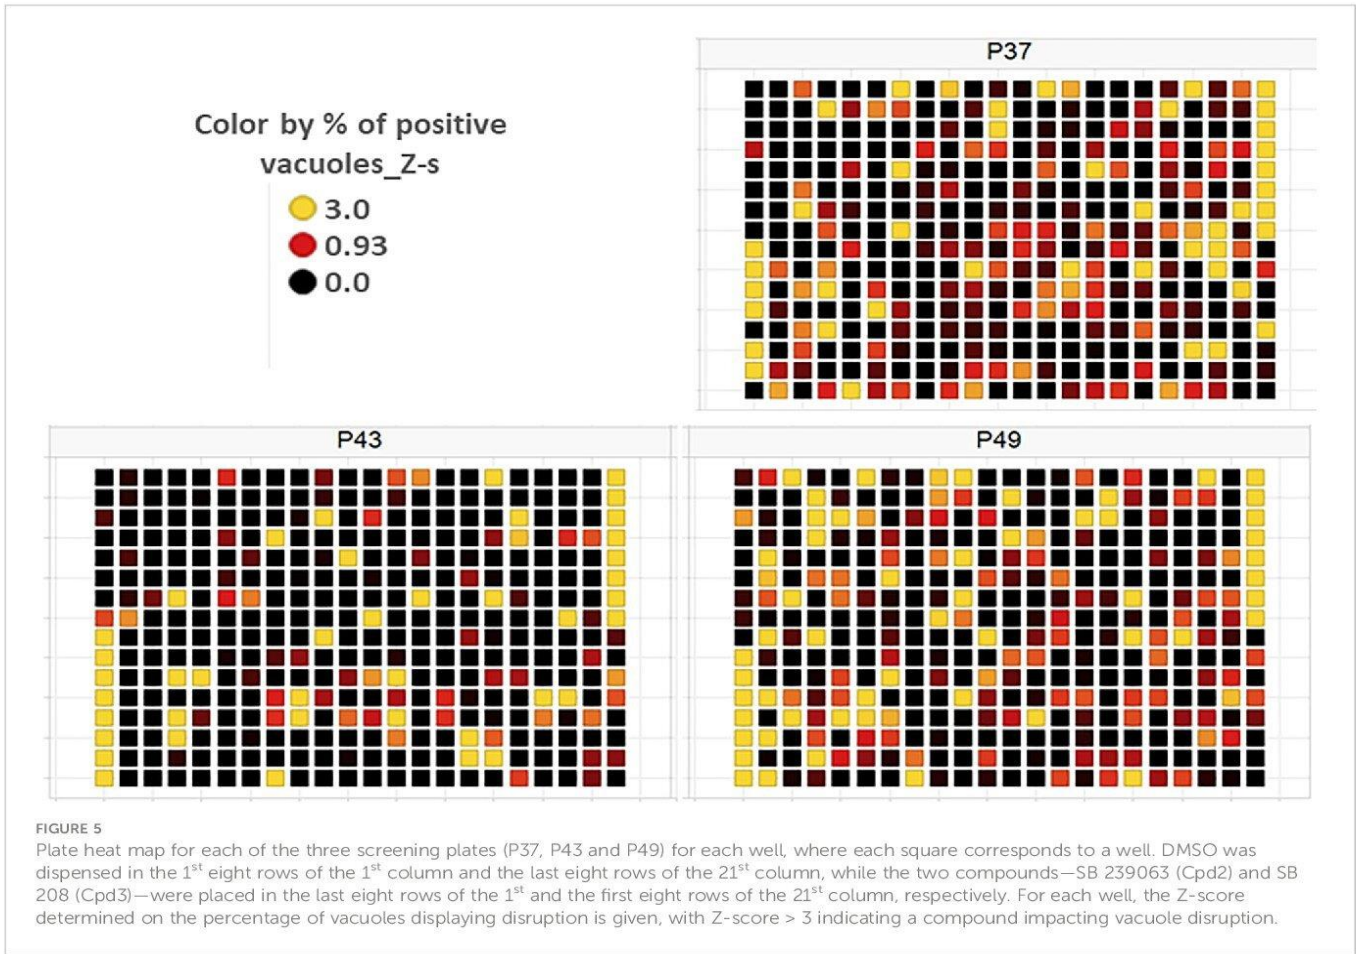 P37
Color by % of positive
vacuoles_Z-s
3.0
0.93
0.0
P43
P49
FIGURE 5
Plate heat map for each of the three screening plates (P37, P43 and P49) for each well, where each square corresponds to a well. DMSO was
dispensed in the 1st eight rows of the 1st column and the last eight rows of the 21st column, while the two compounds—SB 239063 (Cpd2) and SB
208 (Cpd3)—were placed in the last eight rows of the 1st and the first eight rows of the 21st column, respectively. For each well, the Z-score
determined on the percentage of vacuoles displaying disruption is given, with Z-score > 3 indicating a compound impacting vacuole disruption.